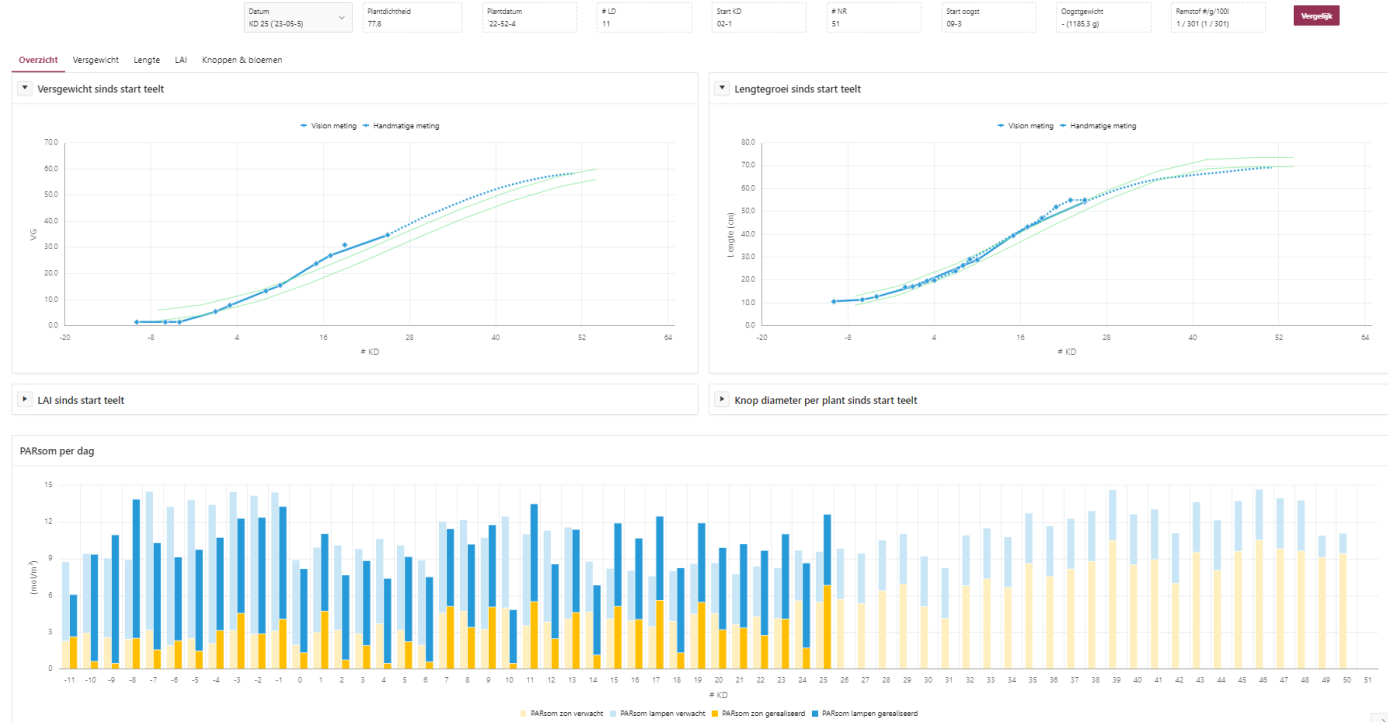 Datum Plantdichtheid Plantdatum # LD Start KD # NR Start oogst Oogstgewicht Remstof #/g/100l
KD 25 (`23-05-5) 77.8 `22-52-4 11 02-1 51 09-3 - (1185,3 g) 1 / 301 (1 / 301) Vergelijk
Overzicht Versgewicht Lengte LAI Knoppen & bloemen
Versgewicht sinds start teelt
Vision meting Handmatige meting
70.0
60.0
50.0
40.0
30.0
20.0
10.0
0.0
VG
-20 -8 4 16 28 40 52 64
# KD
Lengtegroei sinds start teelt
Vision meting Handmatige meting
80.0
70.0
60.0
50.0
40.0
30.0
20.0
10.0
0.0
Lengte (cm)
-20 -8 4 16 28 40 52 64
# KD
LAI sinds start teelt
Knop diameter per plant sinds start teelt
PARsom per dag
15
12
9
6
3
0
(mol/m²)
-11 -10 -9 -8 -7 -6 -5 -4 -3 -2 -1 0 1 2 3 4 5 6 7 8 9 10 11 12 13 14 15 16 17 18 19 20 21 22 23 24 25 26 27 28 29 30 31 32 33 34 35 36 37 38 39 40 41 42 43 44 45 46 47 48 49 50 51
# KD
PARsom zon verwacht PARsom lampen verwacht PARsom zon gerealiseerd PARsom lampen gerealiseerd